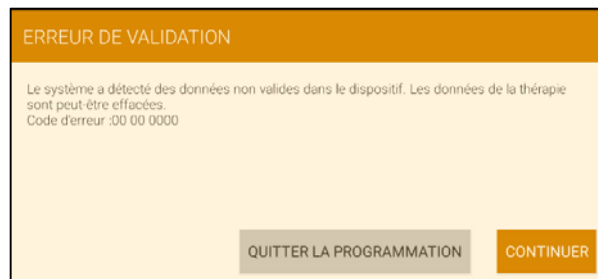 ERREUR DE VALIDATION
Le système a détecté des données non valides dans le dispositif. Les données de la thérapie
sont peut-être effacées.
Code d'erreur :00 00 0000
QUITTER LA PROGRAMMATION
CONTINUER